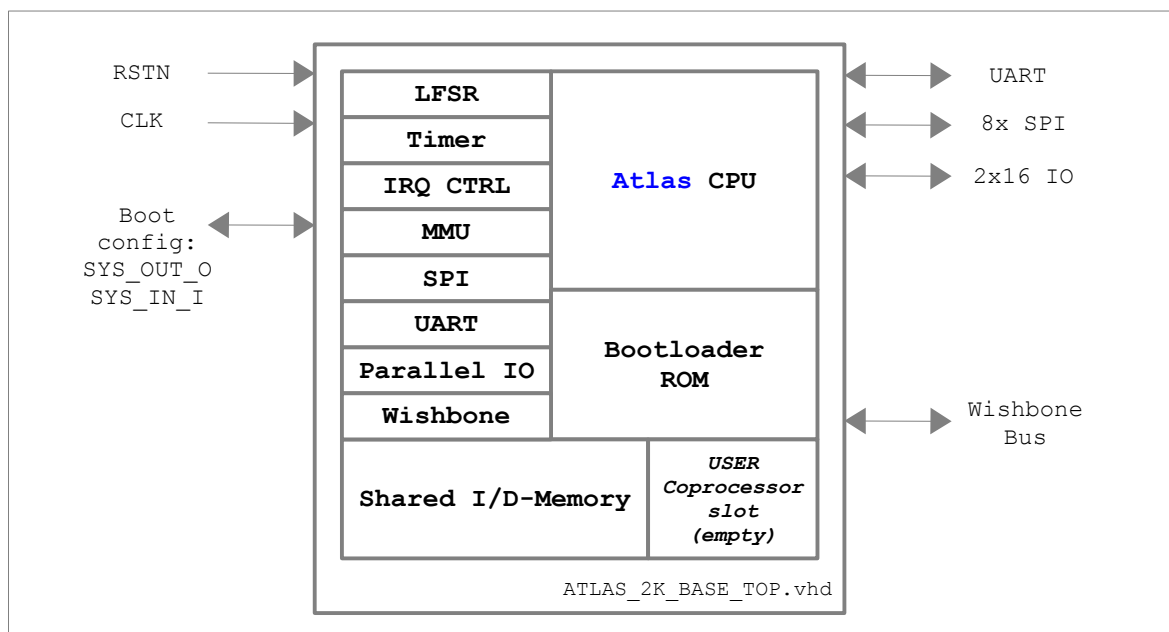 RSTN
CLK
Boot
config:
SYS_OUT_O
SYS_IN_I
LFSR
Timer
IRQ CTRL
MMU
SPI
UART
Parallel IO
Wishbone
Atlas CPU
Bootloader
ROM
Shared I/D-Memory
USER
Coprocessor
slot
(empty)
ATLAS_2K_BASE_TOP.vhd
UART
8x SPI
2x16 IO
Wishbone
Bus